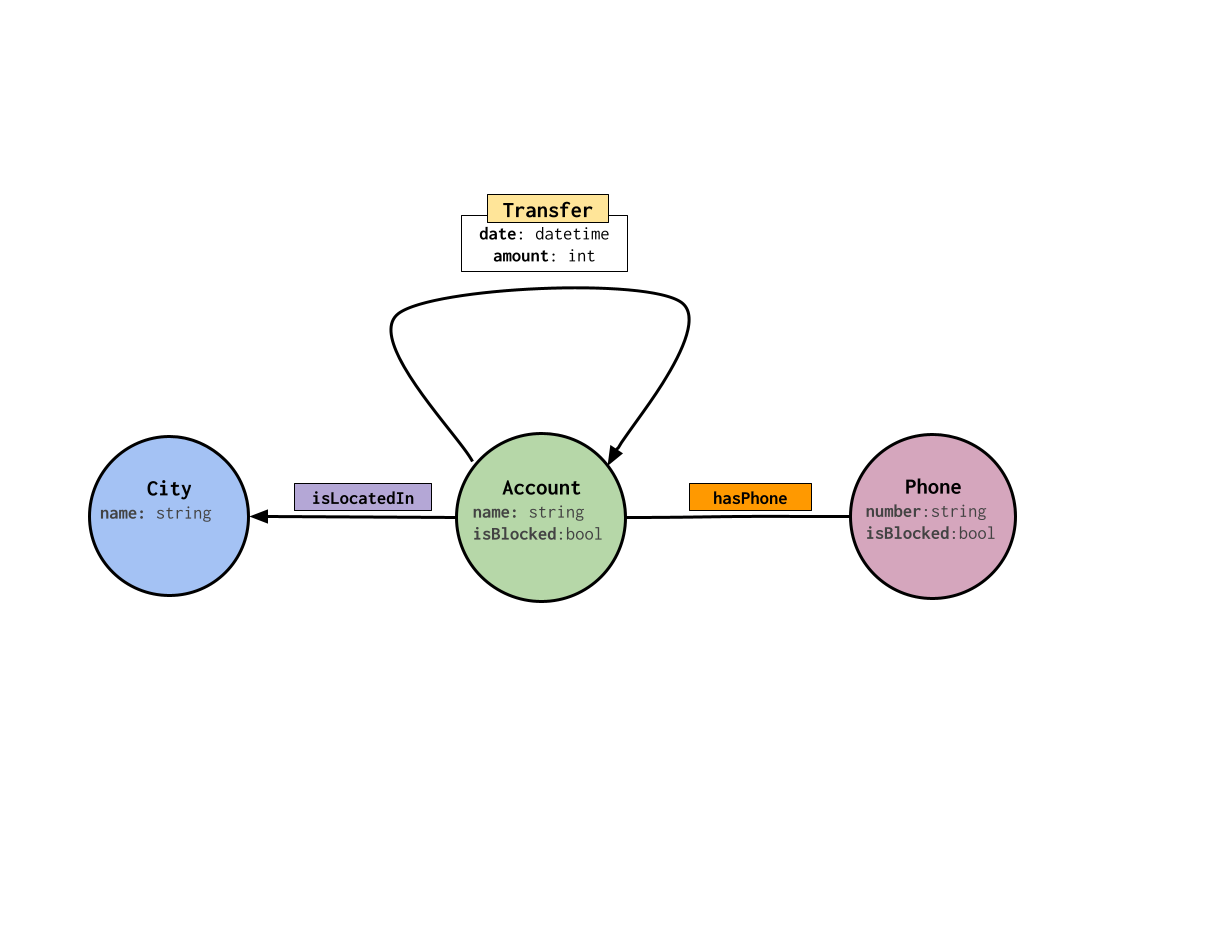 Transfer
date: datetime
amount: int
City
name: string
isLocatedIn
Account
name: string
isBlocked:bool
hasPhone
Phone
number:string
isBlocked:bool